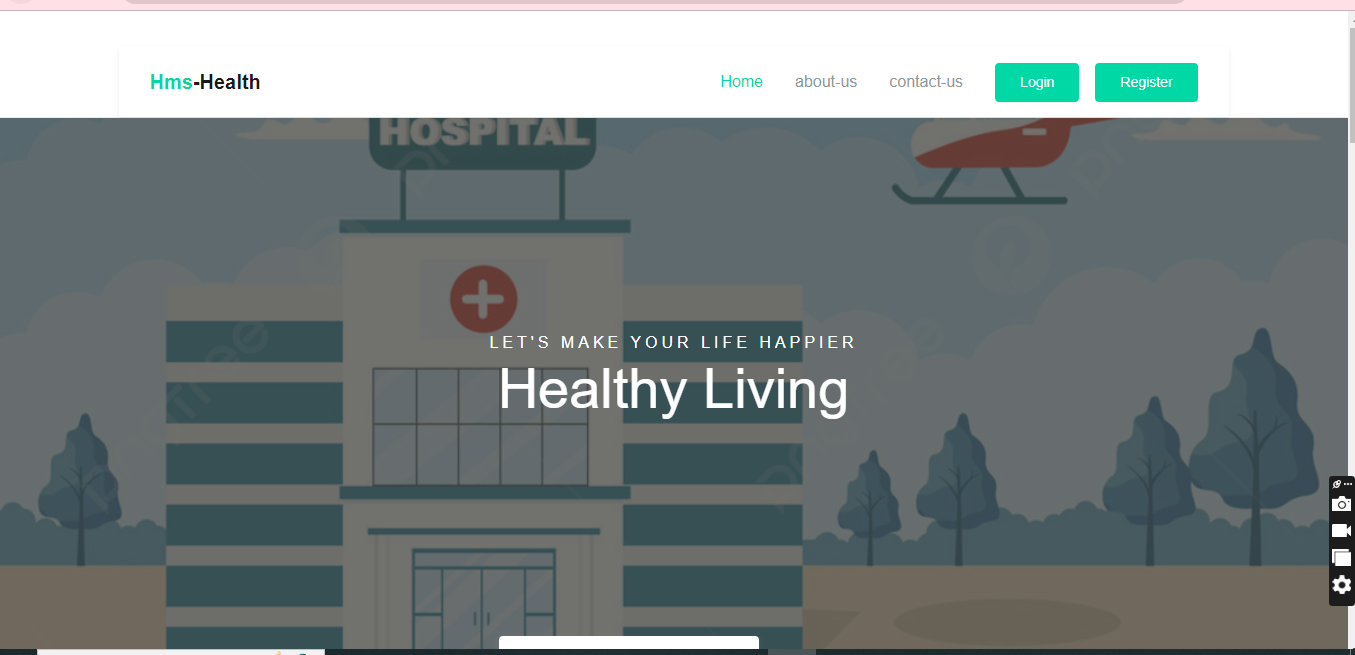 Hms-Health
Home about-us contact-us Login Register
HOSPITAL
LET'S MAKE YOUR LIFE HAPPIER
Healthy Living